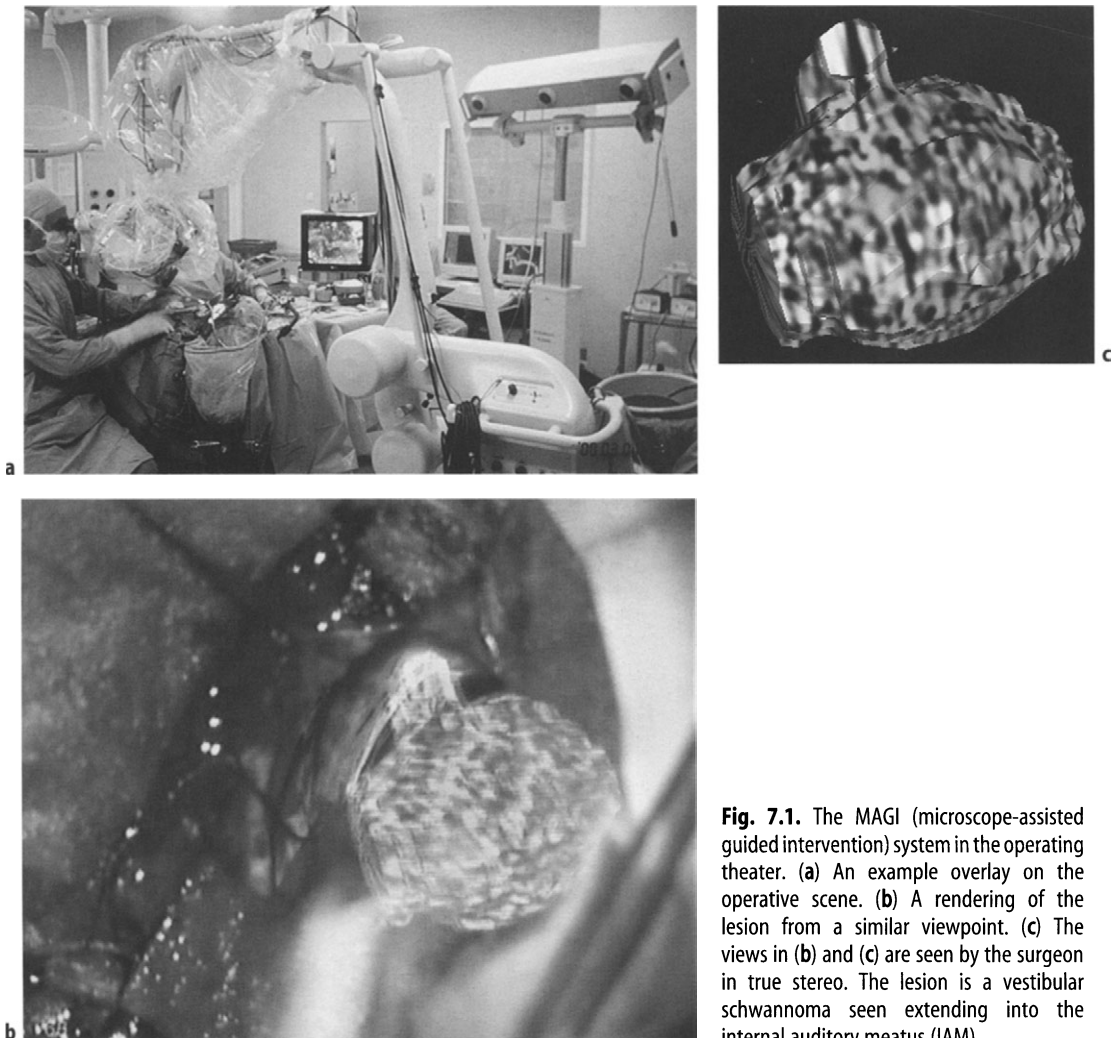 c
a
b
Fig. 7.1. The MAGI (microscope-assisted
guided intervention) system in the operating
theater. (a) An example overlay on the
operative scene. (b) A rendering of the
lesion from a similar viewpoint. (c) The
views in (b) and (c) are seen by the surgeon
in true stereo. The lesion is a vestibular
schwannoma seen extending into the
internal auditory meatus (IAM)